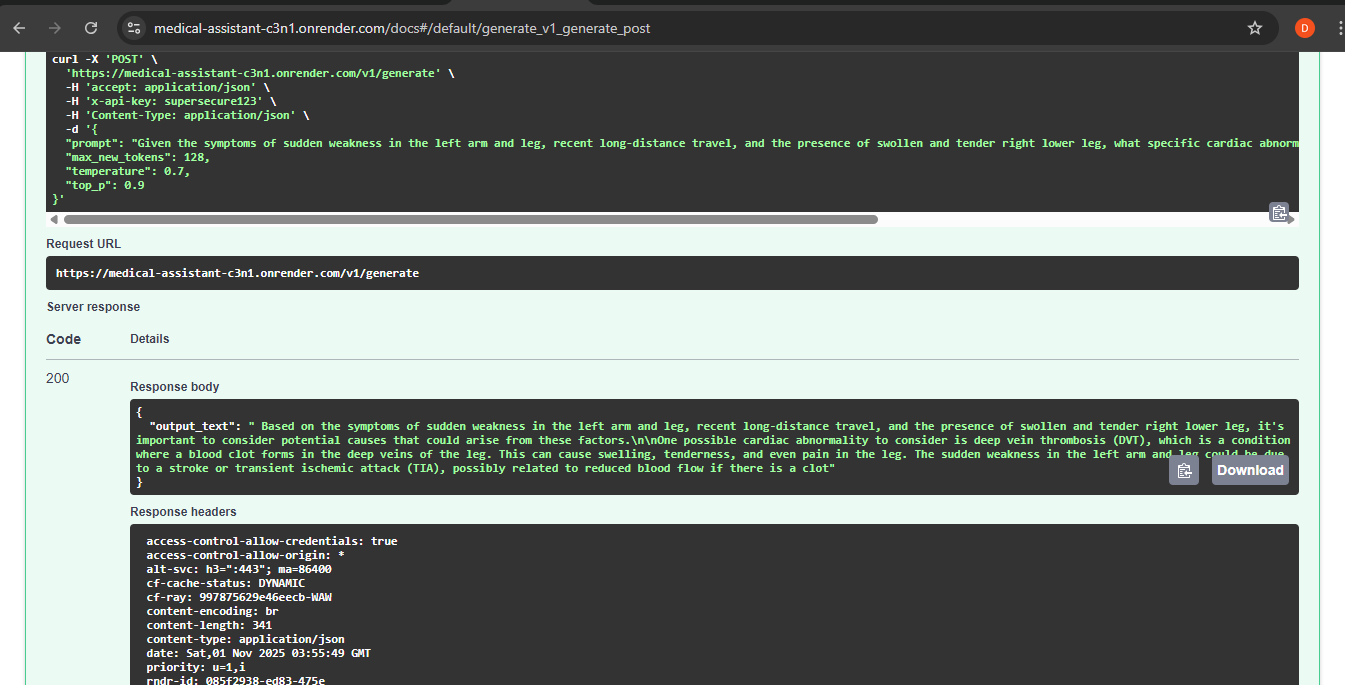 medical-assistant-c3n1.onrender.com/docs#/default/generate_v1_generate_post
D
curl -X 'POST' \
'https://medical-assistant-c3n1.onrender.com/v1/generate' \
-H 'accept: application/json' \
-H 'x-api-key: supersecure123' \
-H 'Content-Type: application/json' \
-d '{
"prompt": "Given the symptoms of sudden weakness in the left arm and leg, recent long-distance travel, and the presence of swollen and tender right lower leg, what specific cardiac abnorm
"max_new_tokens": 128,
"temperature": 0.7,
"top_p": 0.9
}'
Request URL
https://medical-assistant-c3n1.onrender.com/v1/generate
Server response
Code Details
200
Response body
{
"output_text": " Based on the symptoms of sudden weakness in the left arm and leg, recent long-distance travel, and the presence of swollen and tender right lower leg, it's
important to consider potential causes that could arise from these factors.\n\nOne possible cardiac abnormality to consider is deep vein thrombosis (DVT), which is a condition
where a blood clot forms in the deep veins of the leg. This can cause swelling, tenderness, and even pain in the leg. The sudden weakness in the left arm and leg could be due
to a stroke or transient ischemic attack (TIA), possibly related to reduced blood flow if there is a clot"
}
Download
Response headers
access-control-allow-credentials: true
access-control-allow-origin: *
alt-svc: h3=":443"; ma=86400
cf-cache-status: DYNAMIC
cf-ray: 997875629e46eecb-WAW
content-encoding: br
content-length: 341
content-type: application/json
date: Sat,01 Nov 2025 03:55:49 GMT
priority: u=1,i
rndr-id: 085f2938-ed83-475e